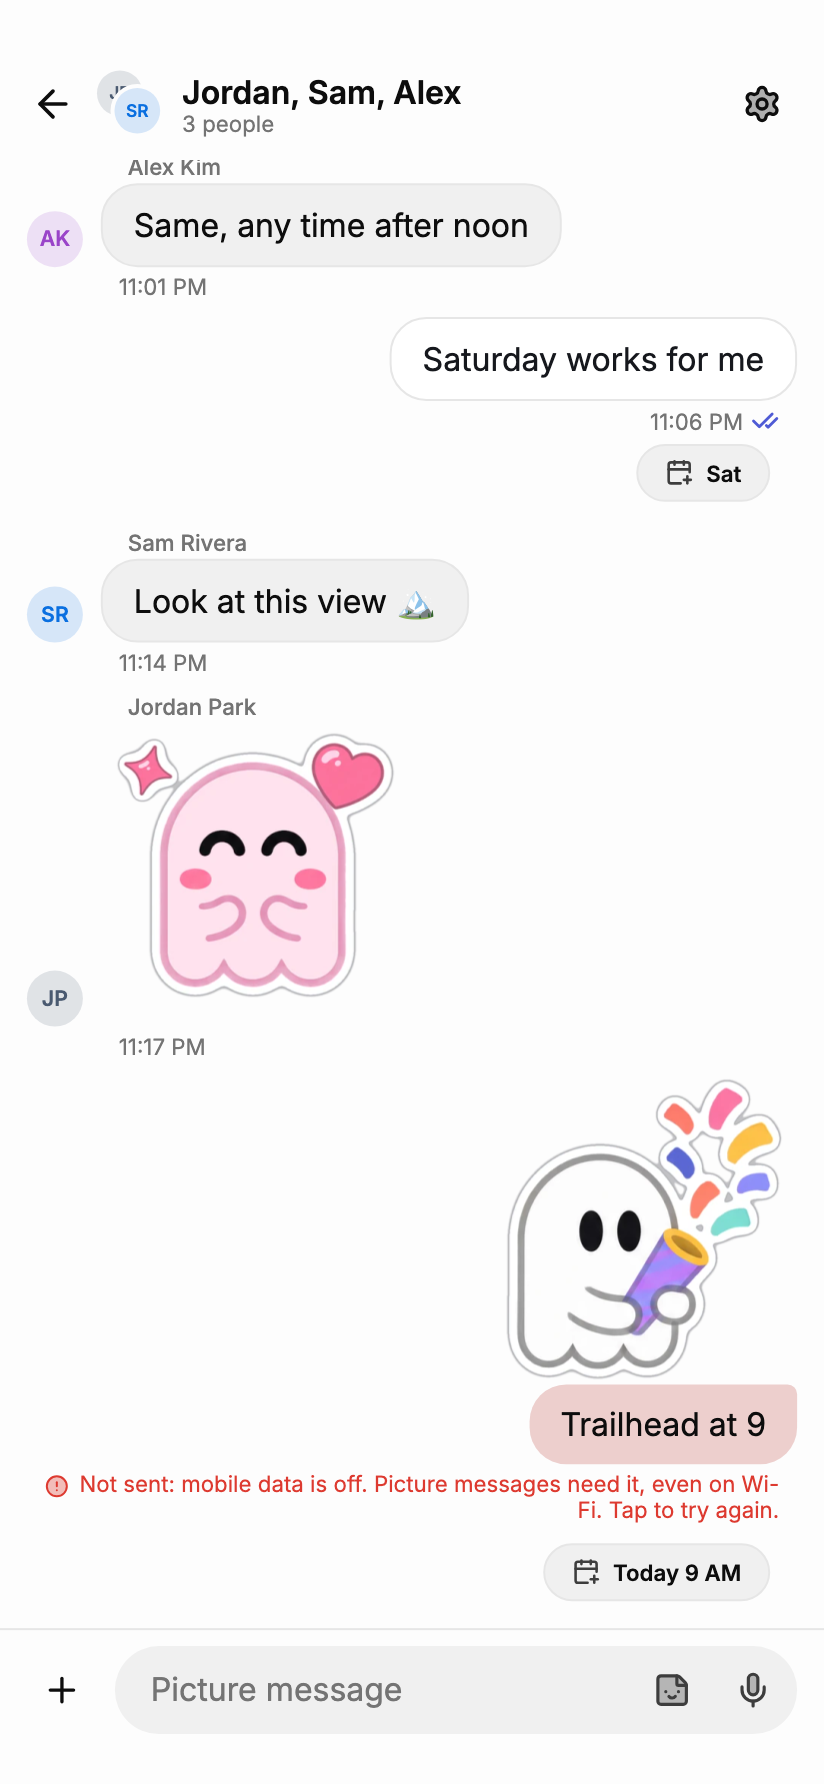 Jordan, Sam, Alex
3 people
SR
Alex Kim
AK
Same, any time after noon
11:01 PM
Saturday works for me
11:06 PM
Sat
Sam Rivera
SR
Look at this view 🏔️
11:14 PM
Jordan Park
JP
11:17 PM
Trailhead at 9
Not sent: mobile data is off. Picture messages need it, even on Wi-
Fi. Tap to try again.
Today 9 AM
Picture message